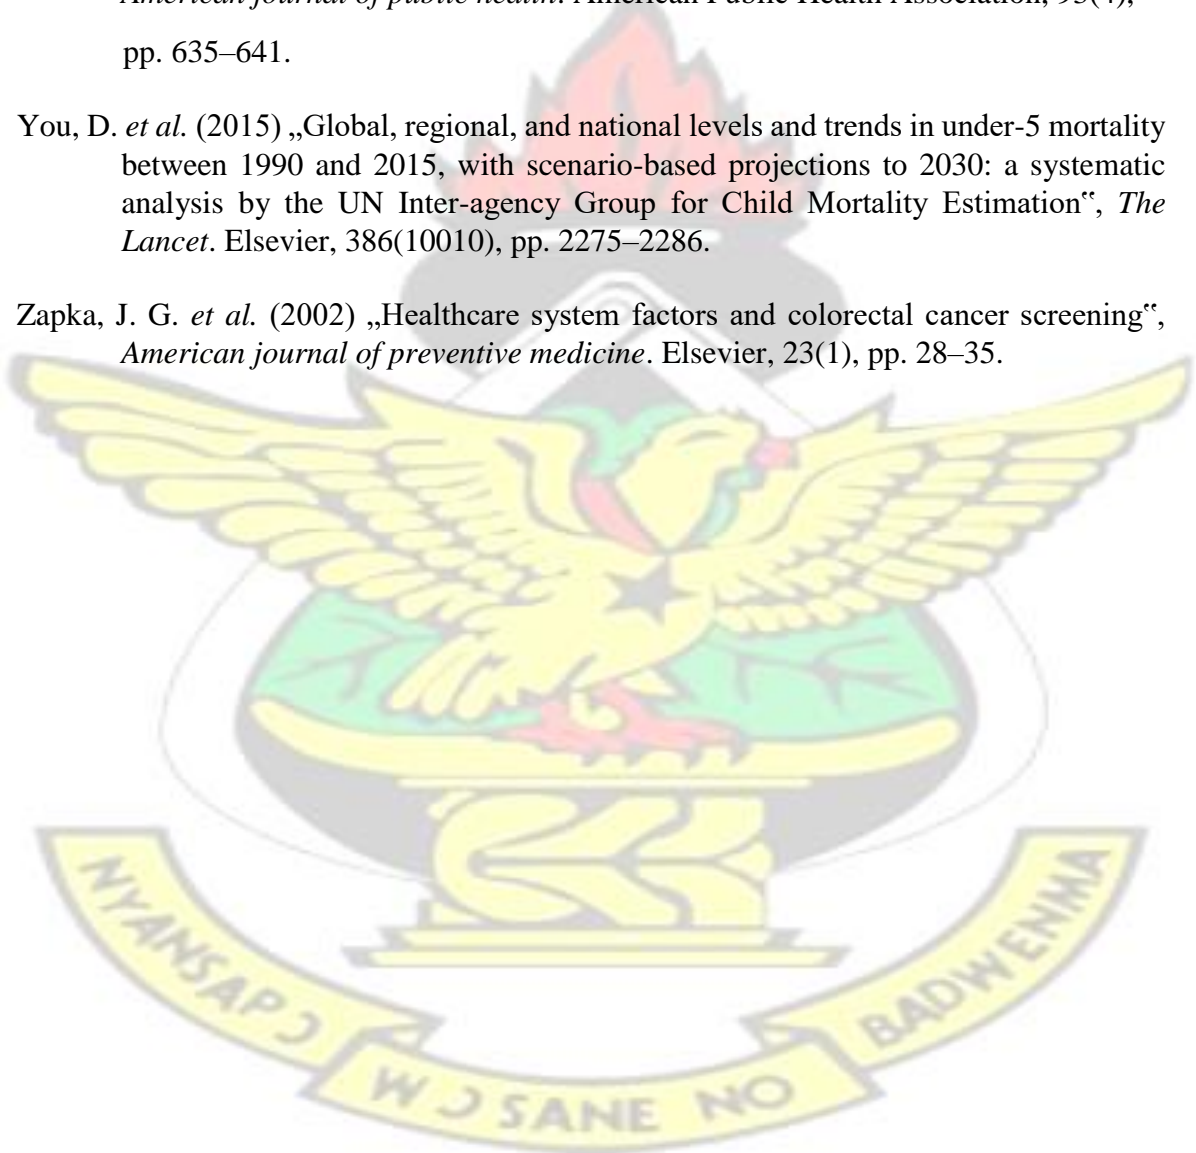 American journal of public health. American Public Health Association, 93(4),
pp. 635–641.
You, D. et al. (2015) „Global, regional, and national levels and trends in under-5 mortality
between 1990 and 2015, with scenario-based projections to 2030: a systematic
analysis by the UN Inter-agency Group for Child Mortality Estimation‟, The
Lancet. Elsevier, 386(10010), pp. 2275–2286.
Zapka, J. G. et al. (2002) „Healthcare system factors and colorectal cancer screening‟,
American journal of preventive medicine. Elsevier, 23(1), pp. 28–35.
NYANSAPƆ
WƆSANE NO
BADWENMA